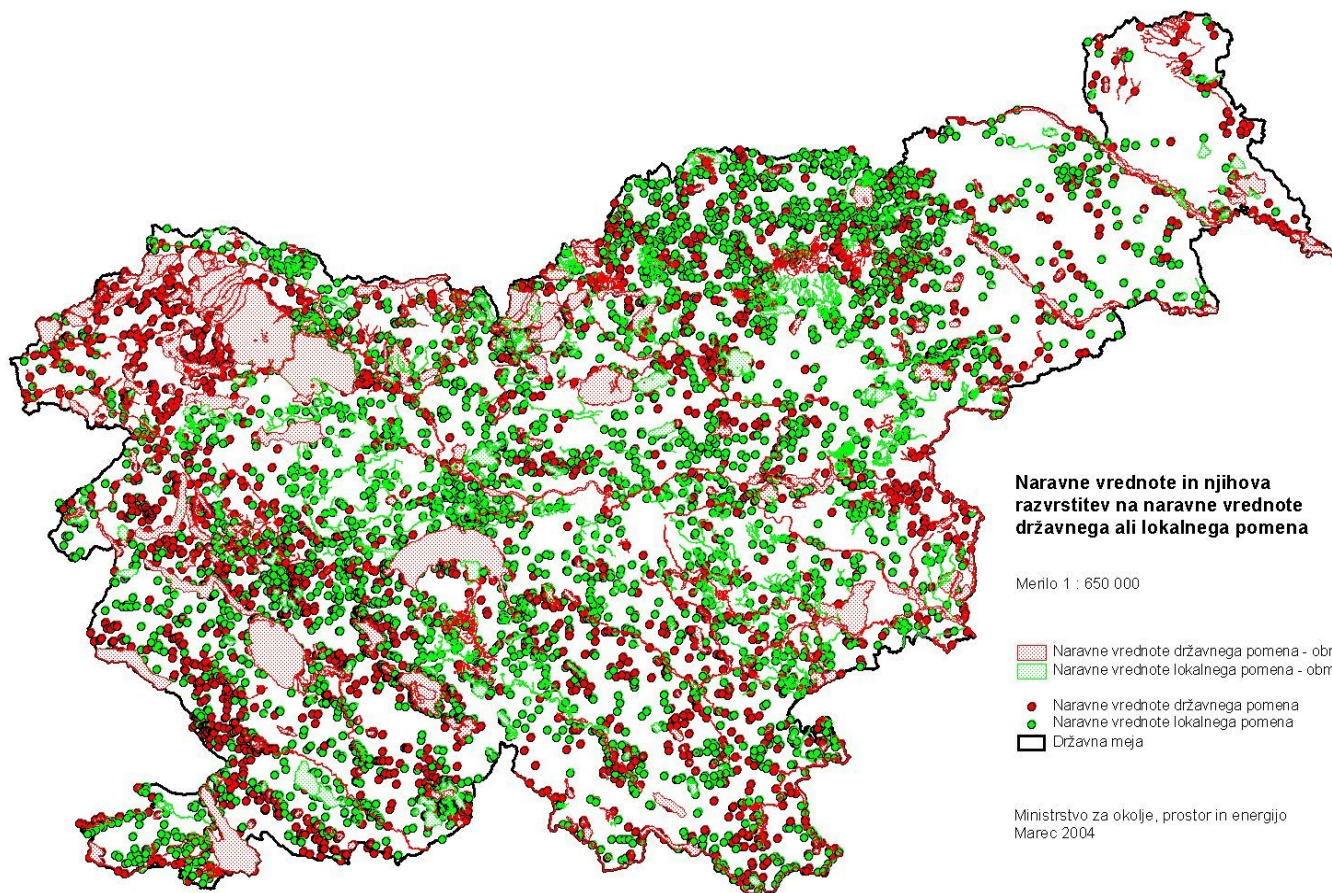 Naravne vrednote in njihova
razvrstitev na naravne vrednote
državnega ali lokalnega pomena
Merilo 1 : 650 000
Naravne vrednote državnega pomena - obm
Naravne vrednote lokalnega pomena - obm
Naravne vrednote državnega pomena
Naravne vrednote lokalnega pomena
Državna meja
Ministrstvo za okolje, prostor in energijo
Marec 2004